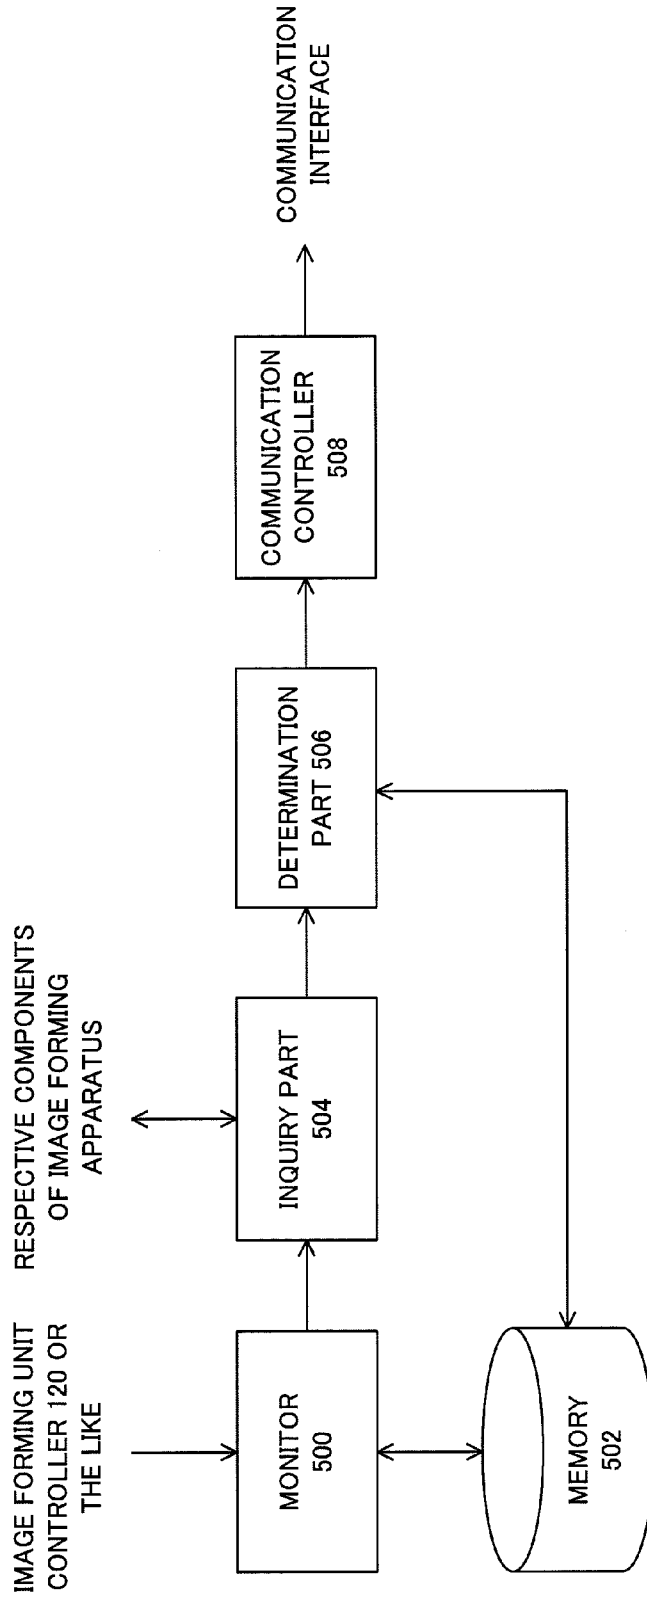 IMAGE FORMING UNIT
CONTROLLER 120 OR
THE LIKE
RESPECTIVE COMPONENTS
OF IMAGE FORMING
APPARATUS
MONITOR
500
INQUIRY PART
504
DETERMINATION
PART 506
COMMUNICATION
CONTROLLER
508
COMMUNICATION
INTERFACE
MEMORY
502